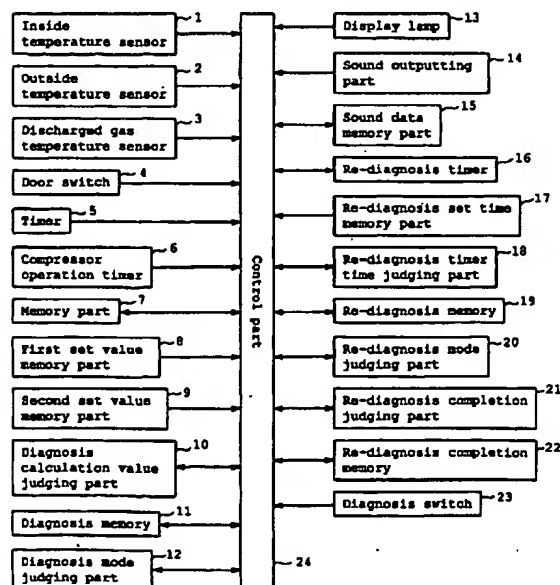 Inside
temperature sensor
1
Outside
temperature sensor
2
Discharged gas
temperature sensor
3
Door switch
4
Timer
5
Compressor
operation timer
6
Memory part
7
First set value
memory part
8
Second set value
memory part
9
Diagnosis
calculation value
judging part
10
Diagnosis memory
11
Diagnosis mode
judging part
12
Control part
24
Display lamp
13
Sound outputting
part
14
Sound data
memory part
15
Re-diagnosis timer
16
Re-diagnosis set time
memory part
17
Re-diagnosis timer
time judging part
18
Re-diagnosis memory
19
Re-diagnosis mode
judging part
20
Re-diagnosis completion
judging part
21
Re-diagnosis completion
memory
22
Diagnosis switch
23